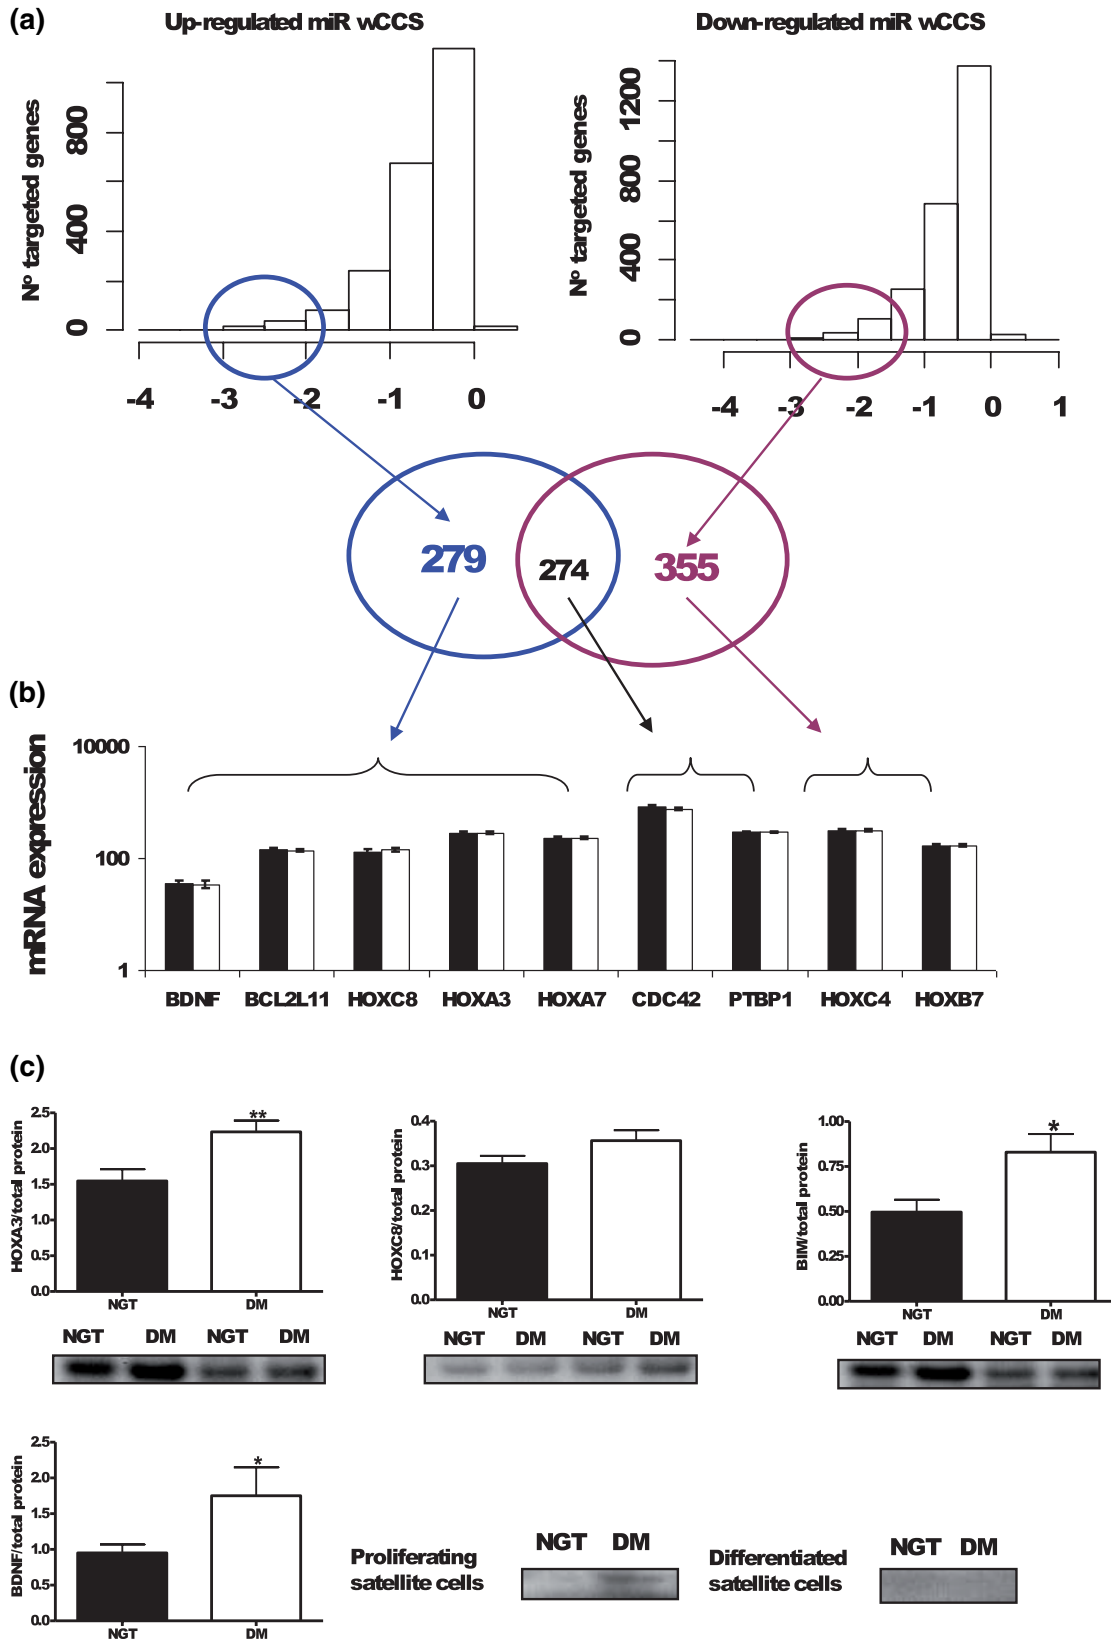 (a)
Up-regulated miR wCCS
Down-regulated miR wCCS
Nº targeted genes
800
400
0
-4 -3 -2 -1 0
Nº targeted genes
1200
800
400
0
-4 -3 -2 -1 0 1
279
274
355
(b)
mRNA expression
10000
100
1
BDNF BCL2L11 HOXC8 HOXA3 HOXA7 CDC42 PTBP1 HOXC4 HOXB7
(c)
HOXA3/total protein
2.5
2.0
1.5
1.0
0.5
0.0
**
NGT DM
NGT DM NGT DM
HOXC8/total protein
0.4
0.3
0.2
0.1
0.0
NGT DM
NGT DM NGT DM
BIM/total protein
1.00
0.75
0.50
0.25
0.00
*
NGT DM
NGT DM NGT DM
BDNF/total protein
2.5
2.0
1.5
1.0
0.5
0.0
*
NGT DM
Proliferating
satellite cells
NGT DM
Differentiated
satellite cells
NGT DM